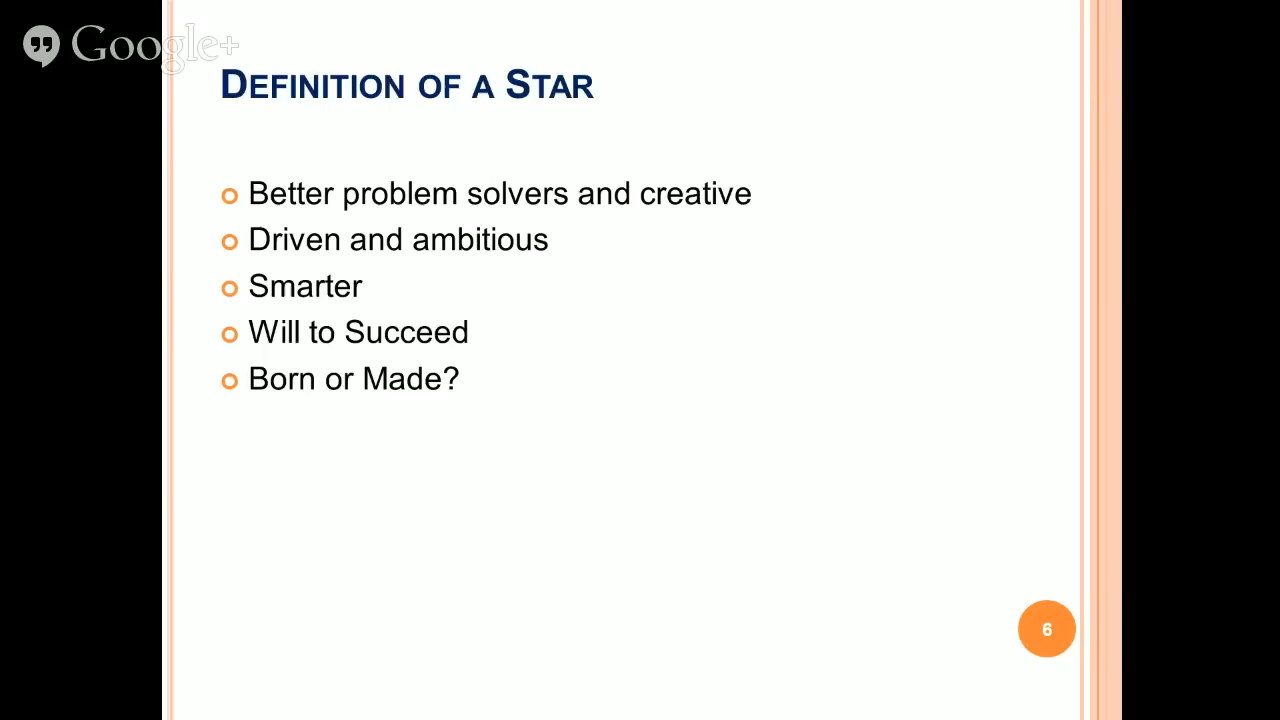 Google+
DEFINITION OF A STAR
Better problem solvers and creative
Driven and ambitious
Smarter
Will to Succeed
Born or Made?
6